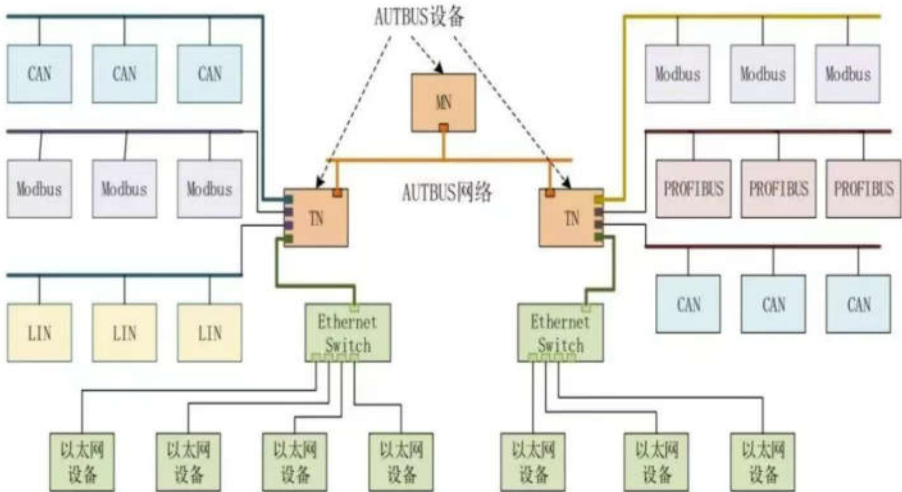 AUTBUS设备
CAN
CAN
CAN
MN
Modbus
Modbus
Modbus
Modbus
Modbus
Modbus
TN
AUTBUS网络
TN
PROFIBUS
PROFIBUS
PROFIBUS
LIN
LIN
LIN
Ethernet
Switch
Ethernet
Switch
CAN
CAN
CAN
以太网
设备
以太网
设备
以太网
设备
以太网
设备
以太网
设备
以太网
设备
以太网
设备